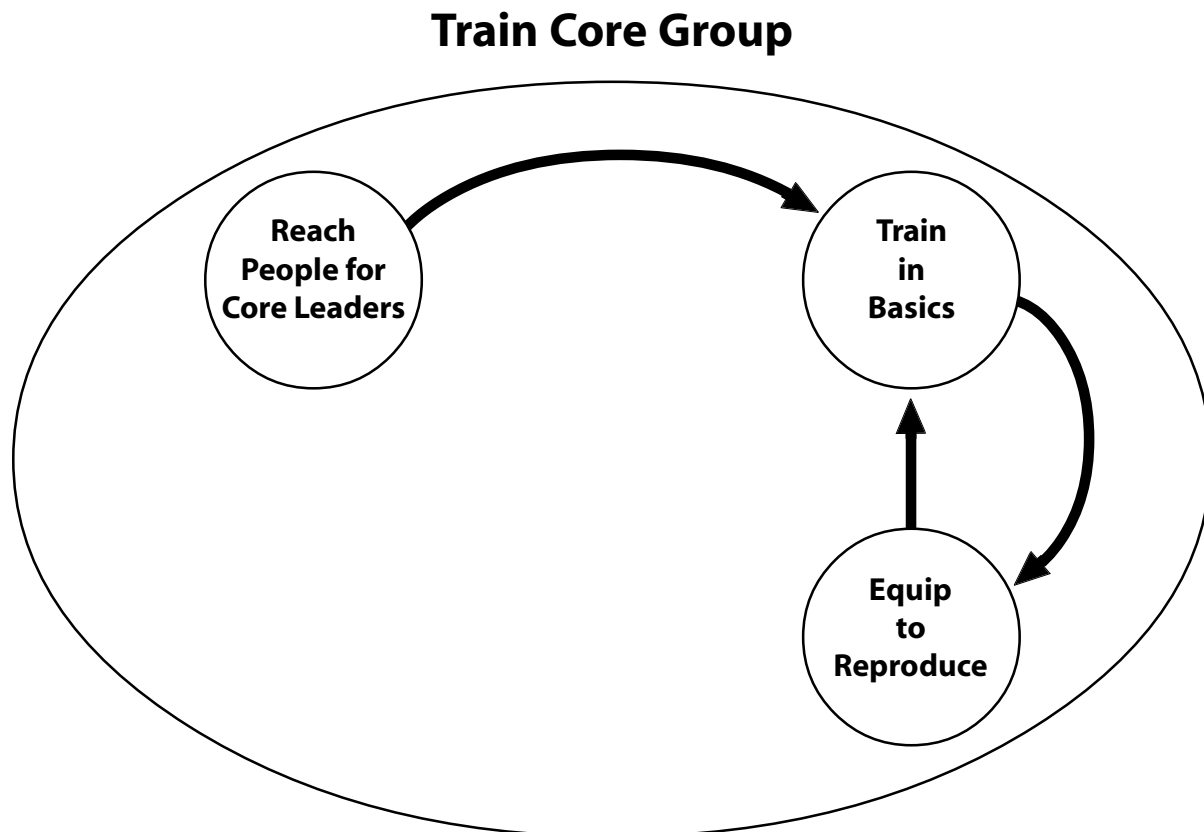 Train Core Group
Reach
People for
Core Leaders
Train
in
Basics
Equip
to
Reproduce